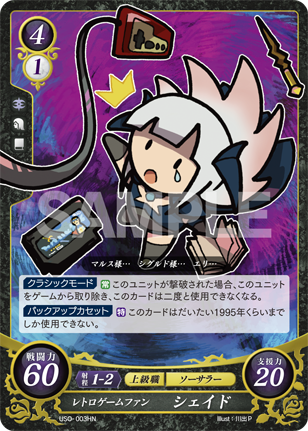 4
1
SAMPLE
マルス様… シグルド様… エリ…
クラシックモード 常 このユニットが撃破された場合、このユニット
をゲームから取り除き、このカードは二度と使用できなくなる。
バックアップカセット 特 このカードはだいたい1995年くらいま
でしか使用できない。
戦闘力
60
射程 1-2
上級職
ソーサラー
支援力
20
レトロゲームファン シェイド
USO-003HN
Illust:川出P